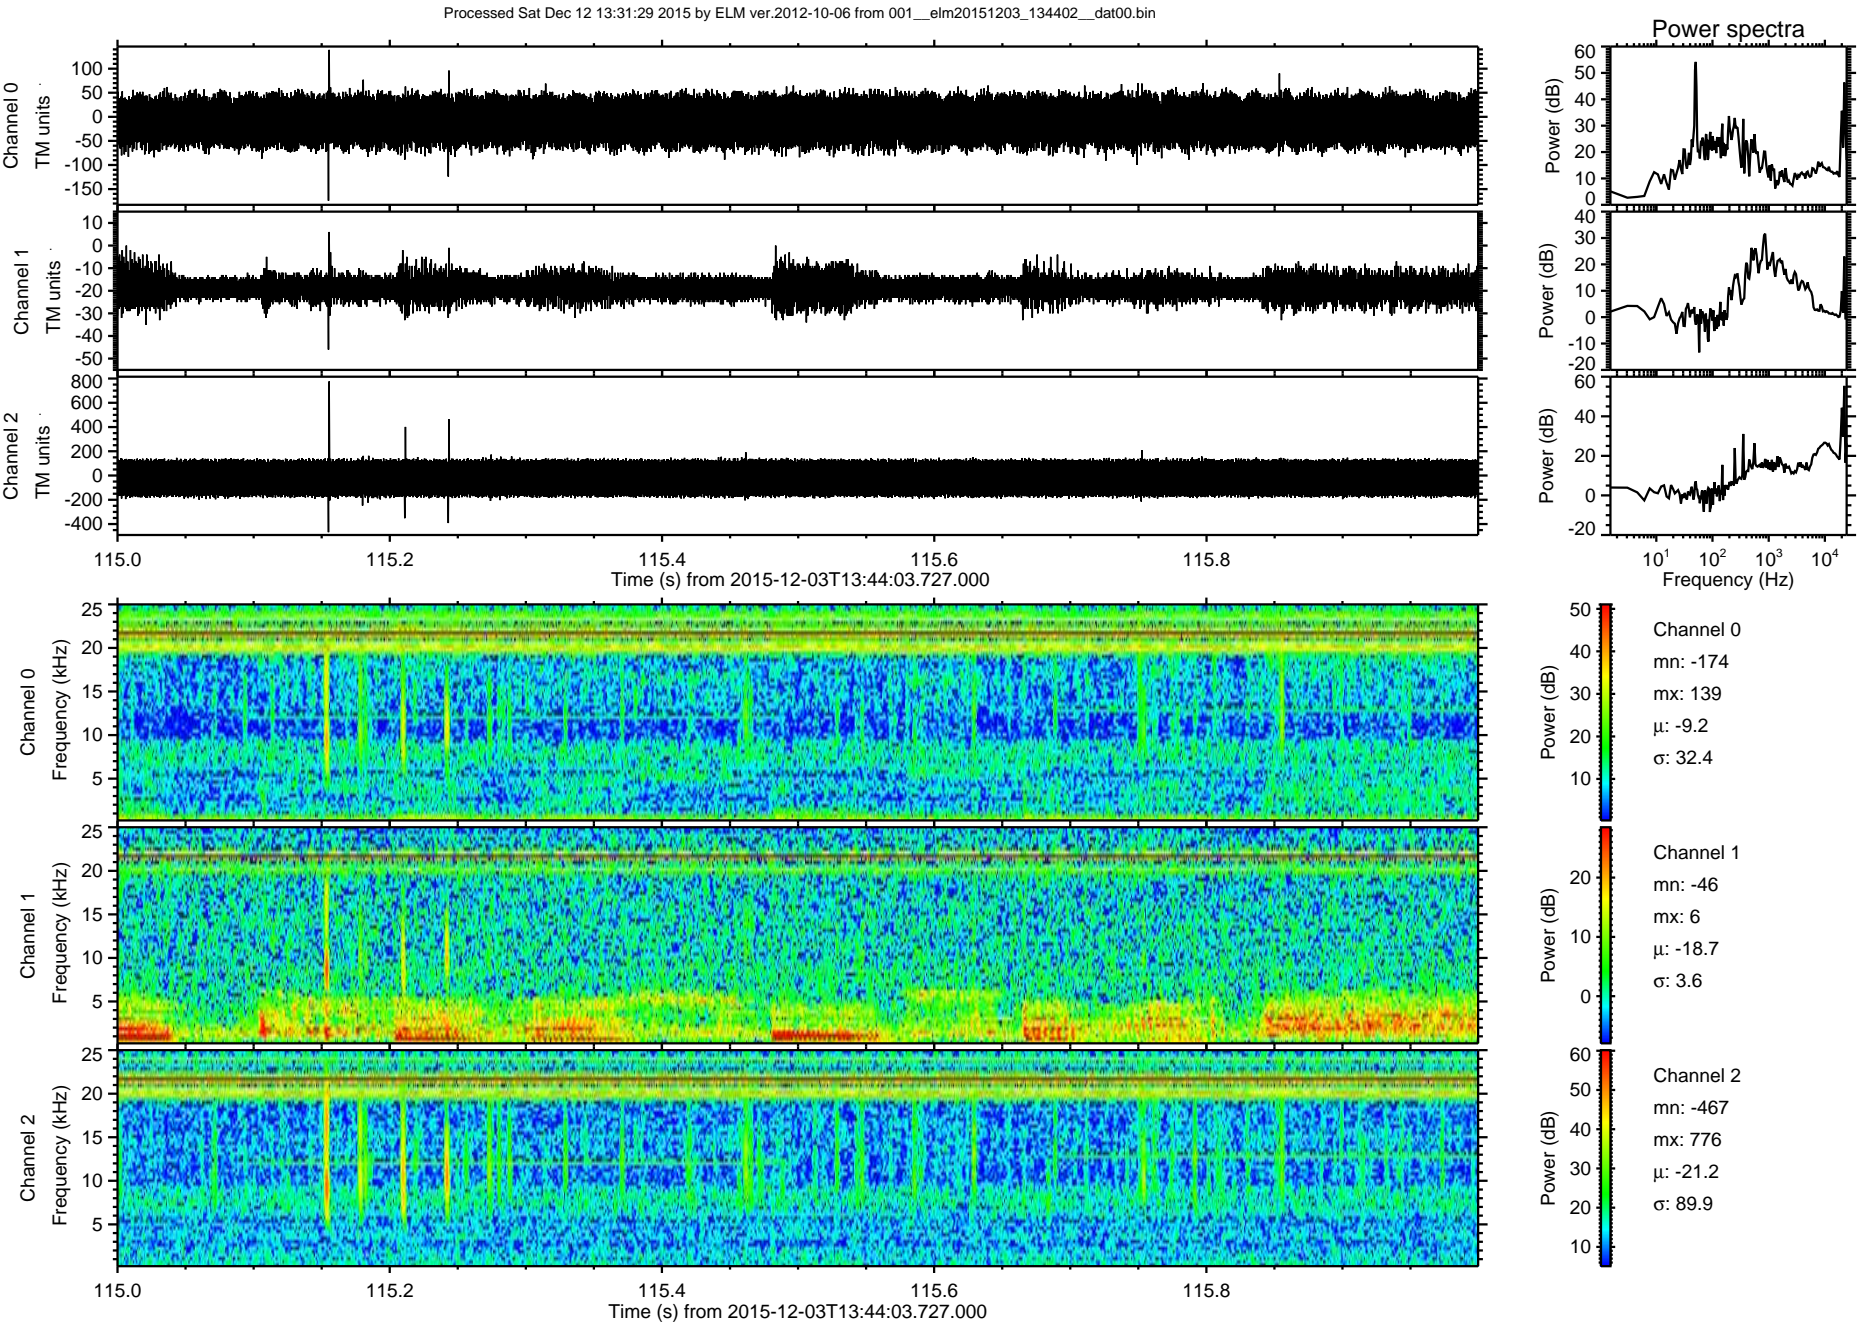 Processed Sat Dec 12 13:31:29 2015 by ELM ver.2012-10-06 from 001__elm20151203_134402__dat00.bin
Power spectra
Channel 0
TM units
100
50
0
-50
-100
-150
Power (dB)
60
50
40
30
20
10
0
Channel 1
TM units
10
0
-10
-20
-30
-40
-50
Power (dB)
40
30
20
10
0
-10
-20
Channel 2
TM units
800
600
400
200
0
-200
-400
Power (dB)
60
40
20
0
-20
115.0 115.2 115.4 115.6 115.8
Time (s) from 2015-12-03T13:44:03.727.000
10^1 10^2 10^3 10^4
Frequency (Hz)
Channel 0
Frequency (kHz)
25
20
15
10
5
Power (dB)
50
40
30
20
10
Channel 0
mn: -174
mx: 139
μ: -9.2
σ: 32.4
Channel 1
Frequency (kHz)
25
20
15
10
5
Power (dB)
20
10
0
Channel 1
mn: -46
mx: 6
μ: -18.7
σ: 3.6
Channel 2
Frequency (kHz)
25
20
15
10
5
Power (dB)
60
50
40
30
20
10
Channel 2
mn: -467
mx: 776
μ: -21.2
σ: 89.9
115.0 115.2 115.4 115.6 115.8
Time (s) from 2015-12-03T13:44:03.727.000